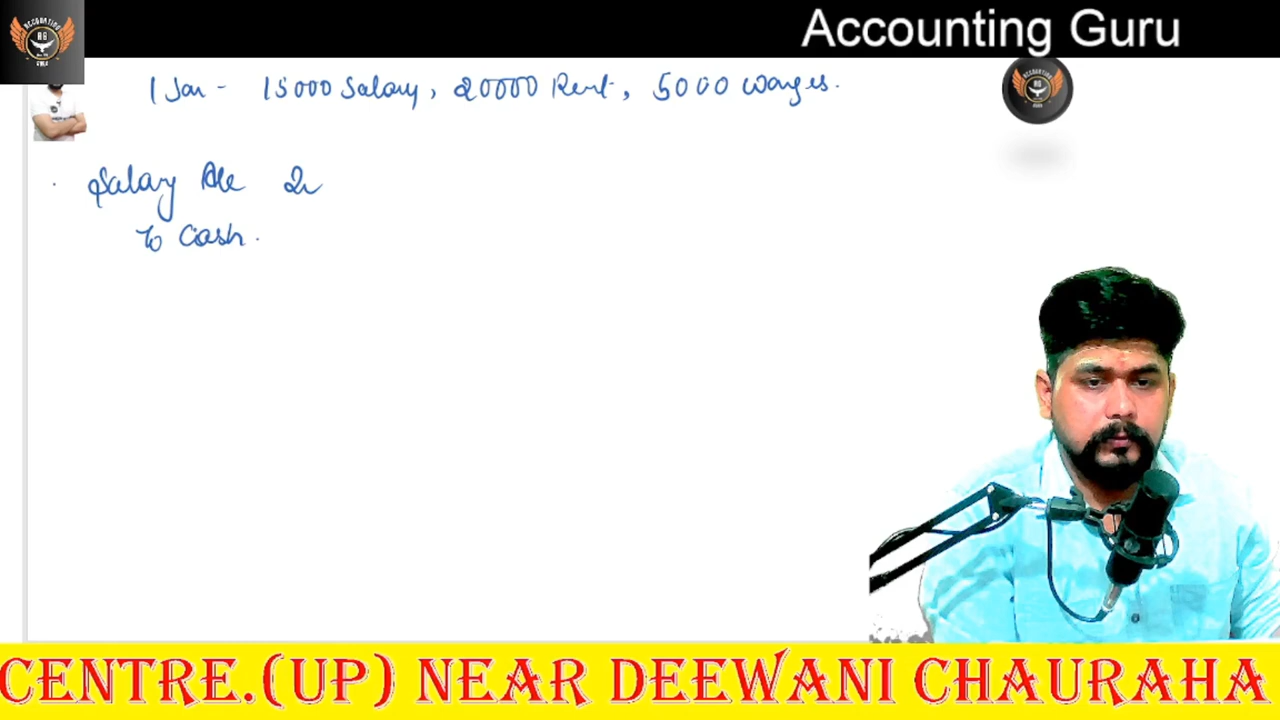 Accounting Guru
1 Jan - 15000 Salary, 20000 Rent, 5000 Wages.
Salary A/c Dr
To Cash.
CENTRE.(UP) NEAR DEEWANI CHAURAHA